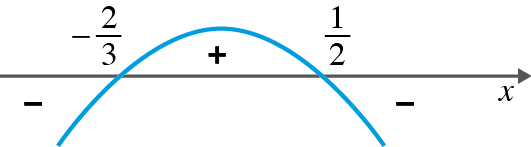 -2/3 1/2
+
x
- -